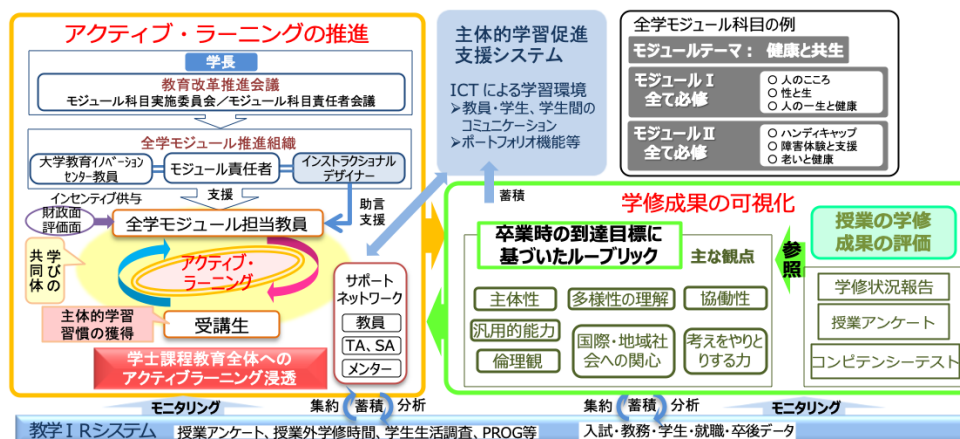 アクティブ・ラーニングの推進
学長
教育改革推進会議
モジュール科目実施委員会／モジュール科目責任者会議
全学モジュール推進組織
大学教育イノベーション
センター教員
モジュール責任者
インストラクショナル
デザイナー
インセンティブ供与
支援
助言
支援
財政面
評価面
全学モジュール担当教員
学びの
共同体
アクティブ・
ラーニング
主体的学習
習慣の獲得
受講生
学士課程教育全体への
アクティブラーニング浸透
サポート
ネットワーク
教員
TA、SA
メンター
主体的学習促進
支援システム
ICTによる学習環境
➢教員・学生、学生間の
コミュニケーション
➢ポートフォリオ機能等
蓄積
全学モジュール科目の例
モジュールテーマ： 健康と共生
モジュールⅠ
全て必修
○ 人のこころ
○ 性と生
○ 人の一生と健康
モジュールⅡ
全て必修
○ ハンディキャップ
○ 障害体験と支援
○ 老いと健康
学修成果の可視化
卒業時の到達目標に
基づいたルーブリック
主な観点
主体性
多様性の理解
協働性
汎用的能力
倫理観
国際・地域社
会への関心
考えをやりと
りする力
参照
授業の学修
成果の評価
学修状況報告
授業アンケート
コンピテンシーテスト
モニタリング
集約
蓄積
分析
集約
蓄積
分析
モニタリング
教学ＩＲシステム
授業アンケート、授業外学修時間、学生生活調査、PROG等
入試・教務・学生・就職・卒後データ